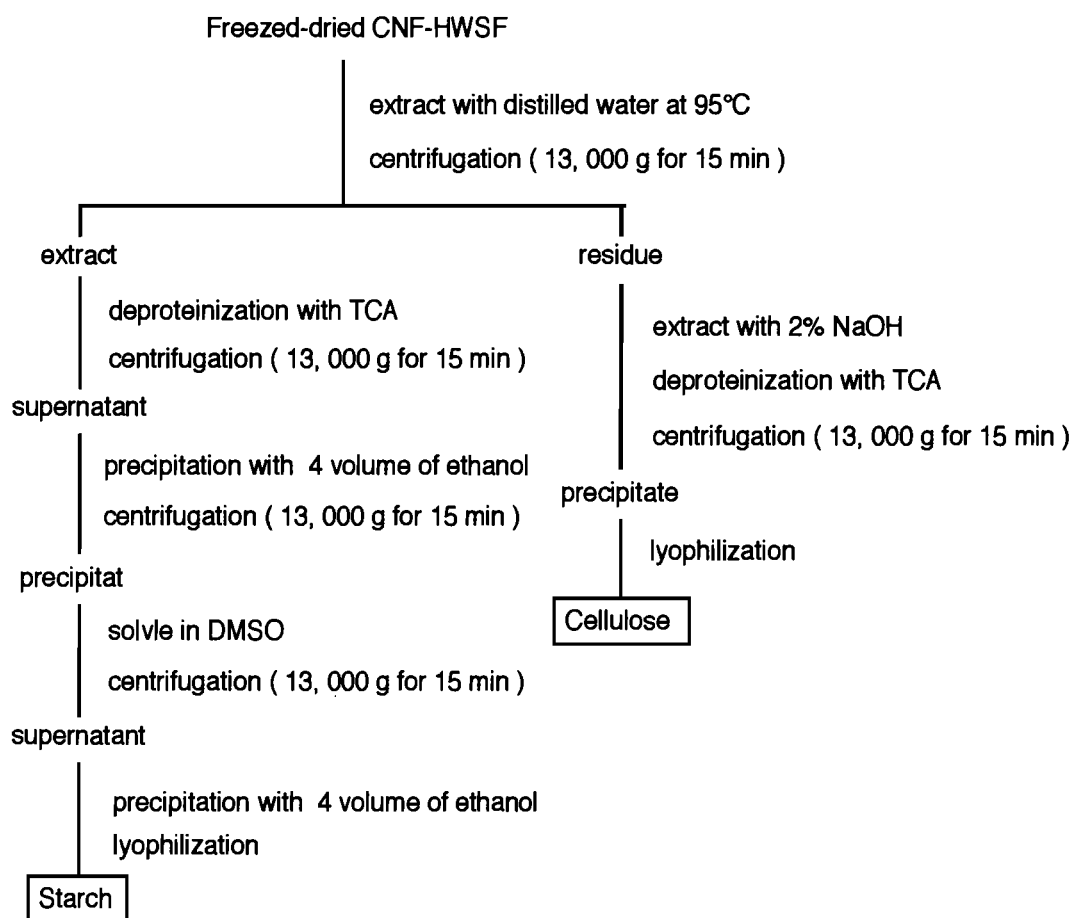 Freezed-dried CNF-HWSF
extract with distilled water at 95°C
centrifugation ( 13, 000 g for 15 min )
extract
deproteinization with TCA
centrifugation ( 13, 000 g for 15 min )
supernatant
precipitation with 4 volume of ethanol
centrifugation ( 13, 000 g for 15 min )
precipitat
solvle in DMSO
centrifugation ( 13, 000 g for 15 min )
supernatant
precipitation with 4 volume of ethanol
lyophilization
Starch
residue
extract with 2% NaOH
deproteinization with TCA
centrifugation ( 13, 000 g for 15 min )
precipitate
lyophilization
Cellulose